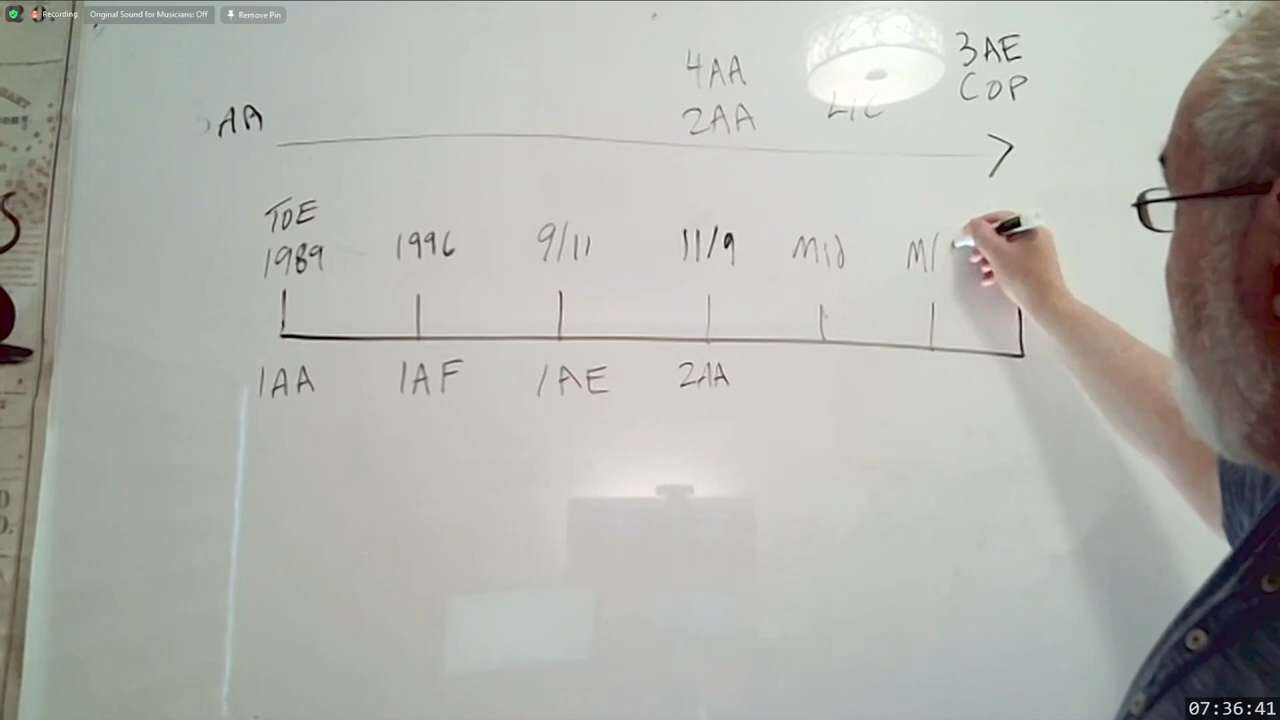 Recording
Original Sound for Musicians: Off
Remove Pin
4AA
3AE
AA
2AA
L/C
COP
TOE
1989
1996
9/11
11/9
Mid
M/
1AA
1AF
1AE
2AA
07:36:41